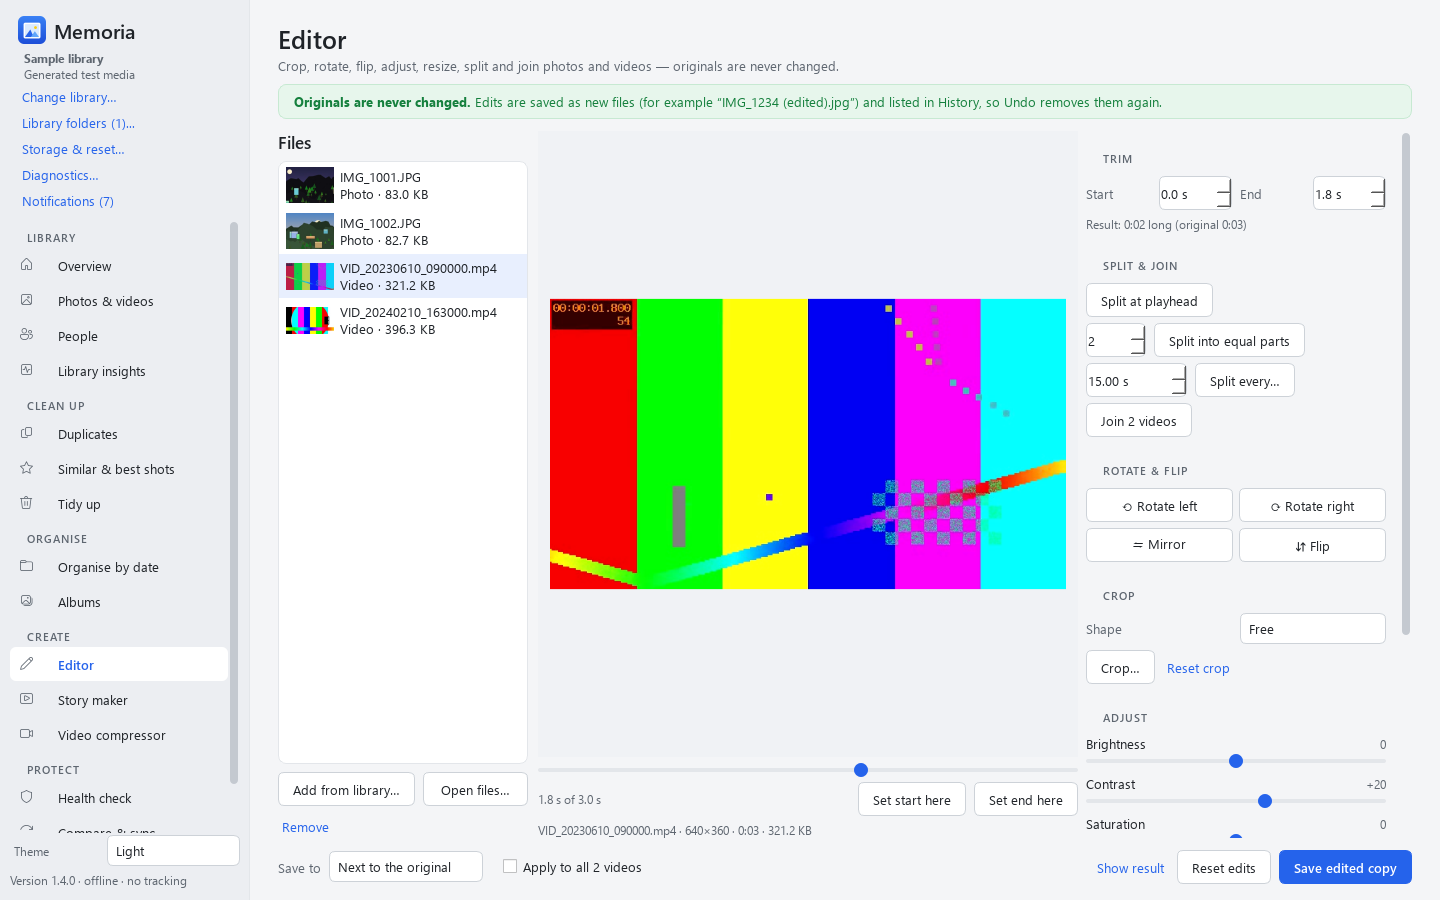 Memoria
Sample library
Generated test media
Change library...
Library folders (1)...
Storage & reset...
Diagnostics...
Notifications (7)
LIBRARY
Overview
Photos & videos
People
Library insights
CLEAN UP
Duplicates
Similar & best shots
Tidy up
ORGANISE
Organise by date
Albums
CREATE
Editor
Story maker
Video compressor
PROTECT
Health check
Compare & sync
Theme
Light
Version 1.4.0 · offline · no tracking
Editor
Crop, rotate, flip, adjust, resize, split and join photos and videos — originals are never changed.
Originals are never changed. Edits are saved as new files (for example “IMG_1234 (edited).jpg”) and listed in History, so Undo removes them again.
Files
IMG_1001.JPG
Photo · 83.0 KB
IMG_1002.JPG
Photo · 82.7 KB
VID_20230610_090000.mp4
Video · 321.2 KB
VID_20240210_163000.mp4
Video · 396.3 KB
Add from library...
Open files...
Remove
00:00:01.800
54
1.8 s of 3.0 s
Set start here
Set end here
VID_20230610_090000.mp4 · 640×360 · 0:03 · 321.2 KB
TRIM
Start 0.0 s End 1.8 s
Result: 0:02 long (original 0:03)
SPLIT & JOIN
Split at playhead
2 Split into equal parts
15.00 s Split every...
Join 2 videos
ROTATE & FLIP
Rotate left
Rotate right
Mirror
Flip
CROP
Shape Free
Crop... Reset crop
ADJUST
Brightness 0
Contrast +20
Saturation 0
Save to Next to the original
Apply to all 2 videos
Show result
Reset edits
Save edited copy